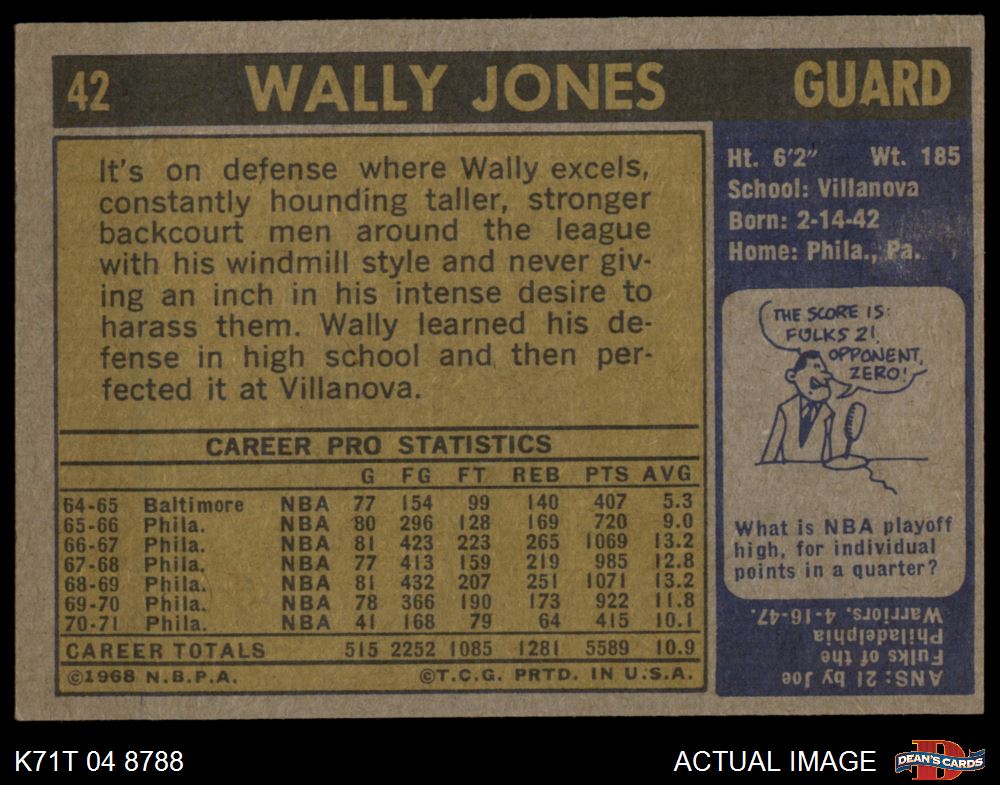 42 WALLY JONES GUARD
It's on defense where Wally excels,
constantly hounding taller, stronger
backcourt men around the league
with his windmill style and never giv-
ing an inch in his intense desire to
harass them. Wally learned his de-
fense in high school and then per-
fected it at Villanova.
CAREER PRO STATISTICS
G FG FT REB PTS AVG
64-65 Baltimore NBA 77 154 99 140 407 5.3
65-66 Phila. NBA 80 296 128 169 720 9.0
66-67 Phila. NBA 81 423 223 265 1069 13.2
67-68 Phila. NBA 77 413 159 219 985 12.8
68-69 Phila. NBA 81 432 207 251 1071 13.2
69-70 Phila. NBA 78 366 190 173 922 11.8
70-71 Phila. NBA 41 168 79 64 415 10.1
CAREER TOTALS 515 2252 1085 1281 5589 10.9
©1968 N.B.P.A. ©T.C.G. PRTD. IN U.S.A.
Ht. 6'2" Wt. 185
School: Villanova
Born: 2-14-42
Home: Phila., Pa.
THE SCORE IS:
FULKS 21,
OPPONENT,
ZERO!
What is NBA playoff
high, for individual
points in a quarter?
ANS: 21 by Joe
Fulks of the
Philadelphia
Warriors, 4-16-47.
K71T 04 8788
ACTUAL IMAGE
D
DEAN'S CARDS